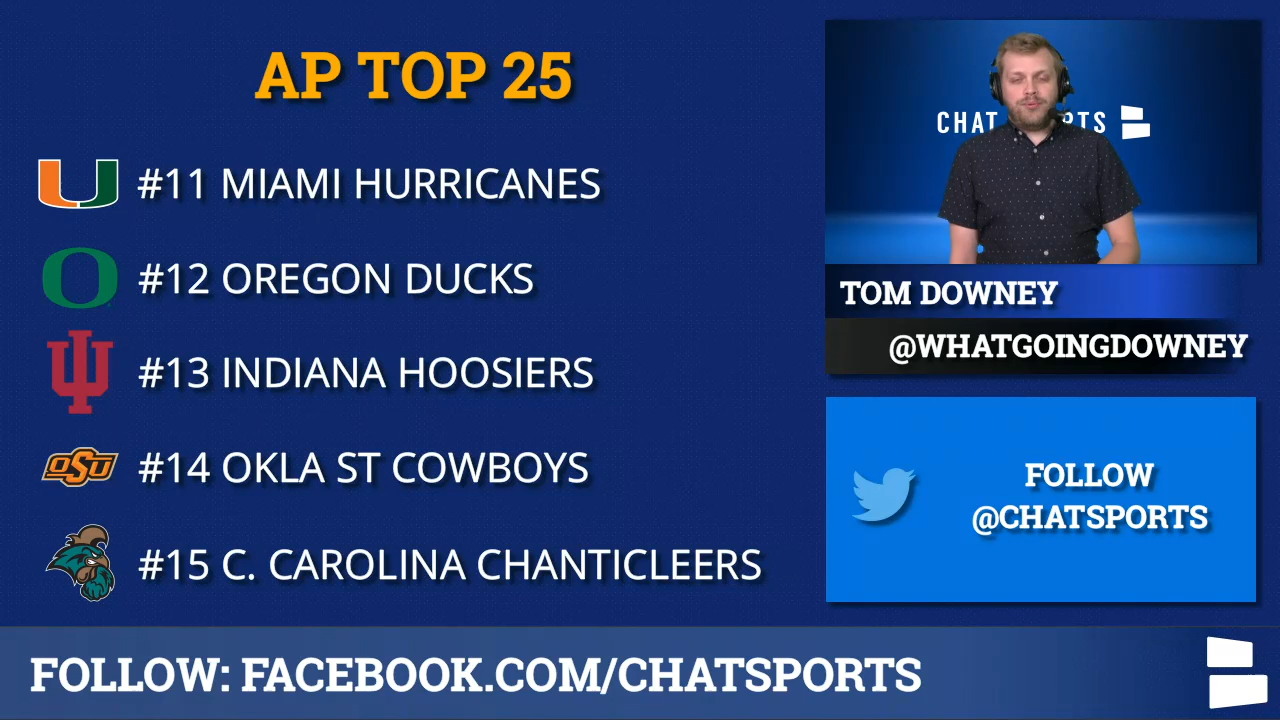 AP TOP 25
#11 MIAMI HURRICANES
#12 OREGON DUCKS
#13 INDIANA HOOSIERS
OSU
#14 OKLA ST COWBOYS
#15 C. CAROLINA CHANTICLEERS
CHAT RTS
TOM DOWNEY
@WHATGOINGDOWNEY
FOLLOW
@CHATSPORTS
FOLLOW: FACEBOOK.COM/CHATSPORTS